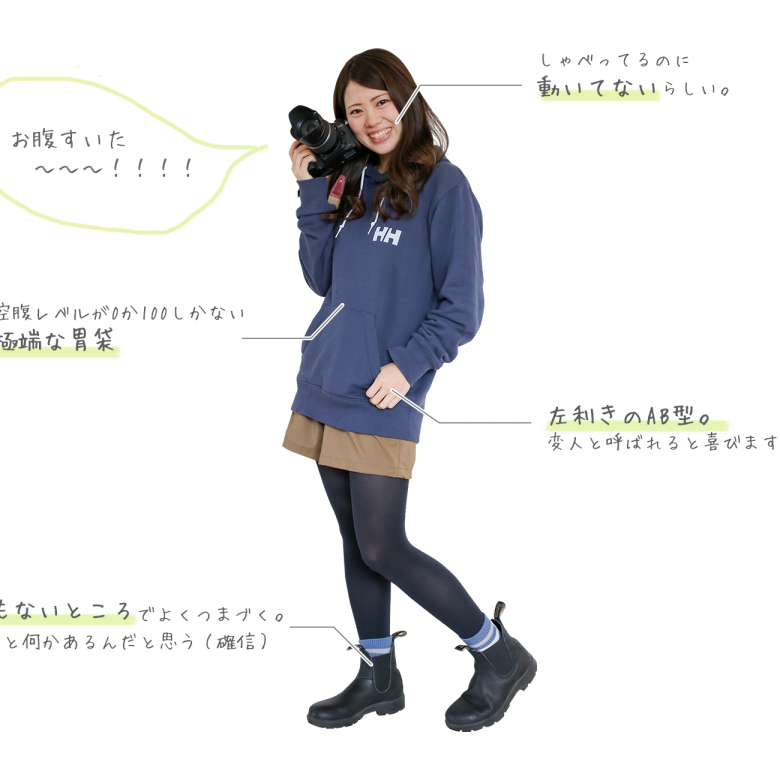 しゃべってるのに
動いてないらしい。
お腹すいた
〜〜〜！！！！
HH
空腹レベルが0か100しかない
極端な胃袋
左利きのAB型。
変人と呼ばれると喜びます
もないところでよくつまづく。
と何かあるんだと思う（確信）